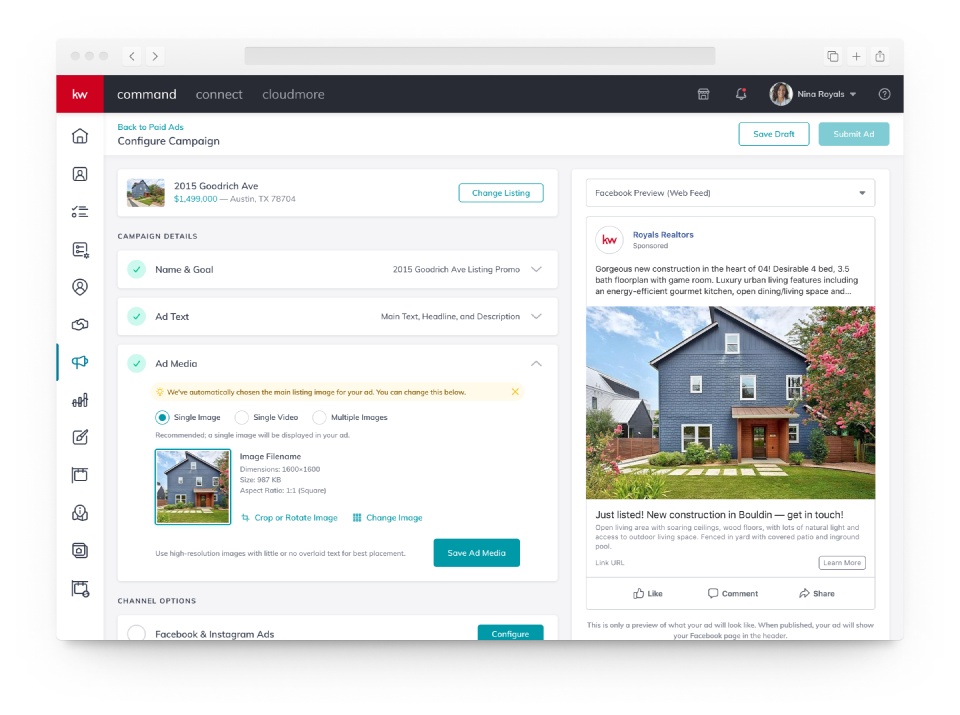 kw command connect cloudmore Nina Royals
Back to Paid Ads
Configure Campaign
Save Draft
Submit Ad
2015 Goodrich Ave
$1,499,000 — Austin, TX 78704
Change Listing
CAMPAIGN DETAILS
Name & Goal
2015 Goodrich Ave Listing Promo
Ad Text
Main Text, Headline, and Description
Ad Media
We've automatically chosen the main listing image for your ad. You can change this below.
Single Image
Single Video
Multiple Images
Recommended; a single image will be displayed in your ad.
Image Filename
Dimensions: 1600×1600
Size: 987 KB
Aspect Ratio: 1:1 (Square)
Crop or Rotate Image
Change Image
Use high-resolution images with little or no overlaid text for best placement.
Save Ad Media
CHANNEL OPTIONS
Facebook & Instagram Ads
Configure
Facebook Preview (Web Feed)
kw
Royals Realtors
Sponsored
Gorgeous new construction in the heart of 04! Desirable 4 bed, 3.5
bath floorplan with game room. Luxury urban living features including
an energy-efficient gourmet kitchen, open dining/living space and...
Just listed! New construction in Bouldin — get in touch!
Open living area with soaring ceilings, wood floors, with lots of natural light and
access to outdoor living space. Fenced in yard with covered patio and inground
pool.
Link URL
Learn More
Like
Comment
Share
This is only a preview of what your ad will look like. When published, your ad will show
your Facebook page in the header.